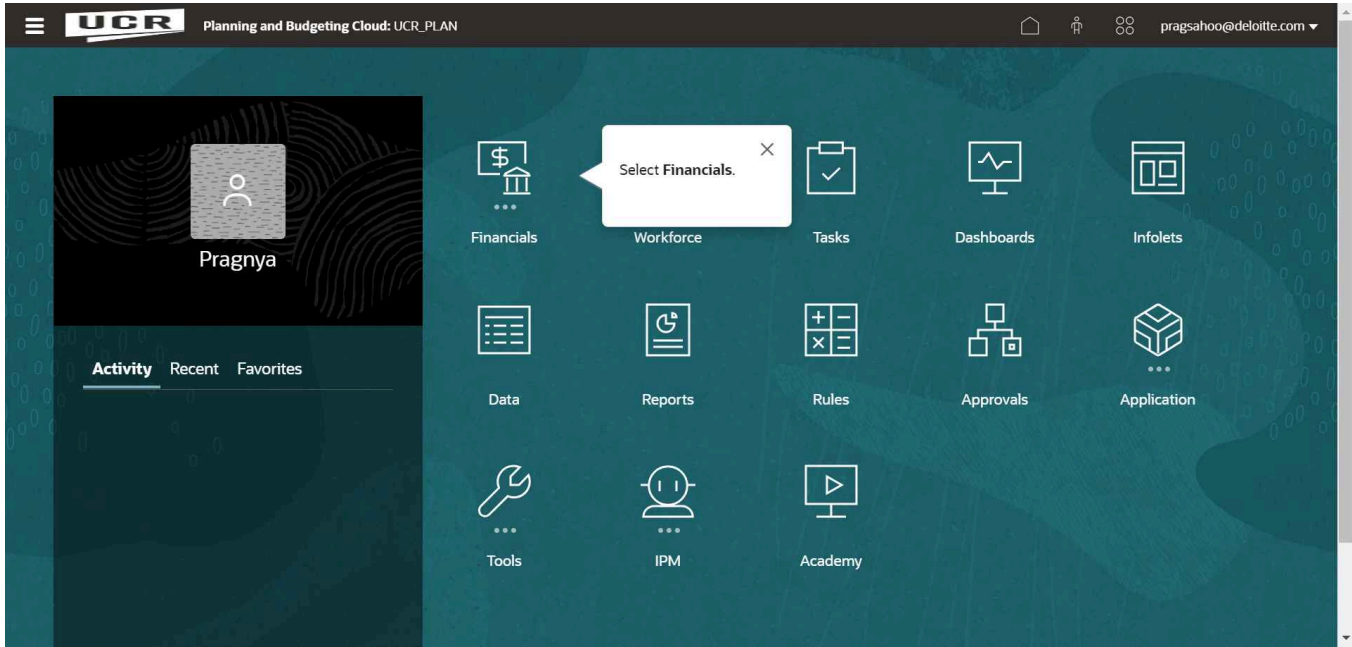 UCR Planning and Budgeting Cloud: UCR_PLAN pragsahoo@deloitte.com
Pragnya
Activity Recent Favorites
Select Financials.
Financials Workforce Tasks Dashboards Infolets
Data Reports Rules Approvals Application
Tools IPM Academy